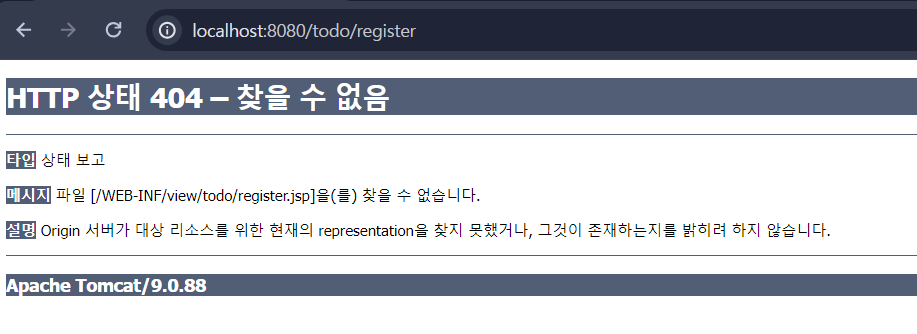 localhost:8080/todo/register
HTTP 상태 404 – 찾을 수 없음
타입 상태 보고
메시지 파일 [/WEB-INF/view/todo/register.jsp]을(를) 찾을 수 없습니다.
설명 Origin 서버가 대상 리소스를 위한 현재의 representation을 찾지 못했거나, 그것이 존재하는지를 밝히려 하지 않습니다.
Apache Tomcat/9.0.88